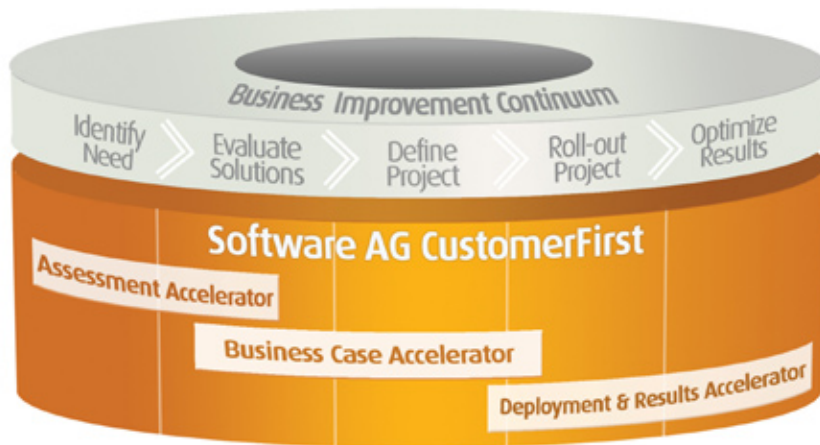 Business Improvement Continuum
Identify
Need
Evaluate
Solutions
Define
Project
Roll-out
Project
Optimize
Results
Software AG CustomerFirst
Assessment Accelerator
Business Case Accelerator
Deployment & Results Accelerator